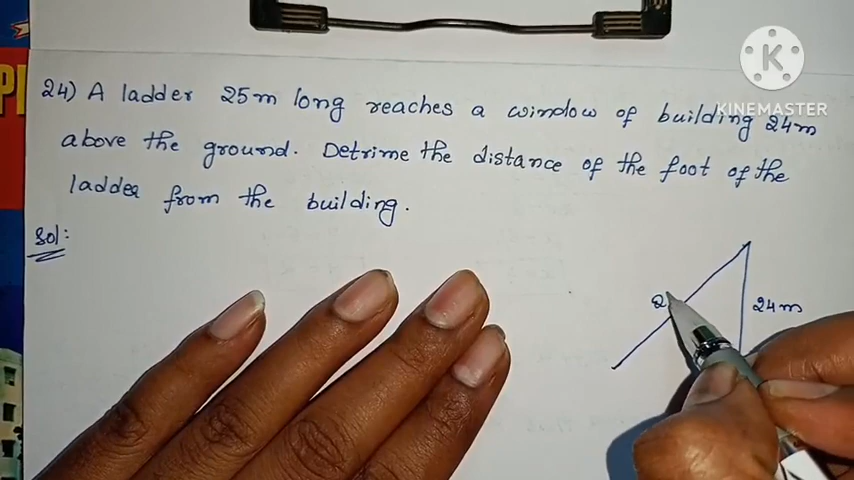 KINEMASTER
24) A ladder 25m long reaches a window of building 24m
above the ground. Detrime the distance of the foot of the
ladder from the building.
Sol:
24m
2